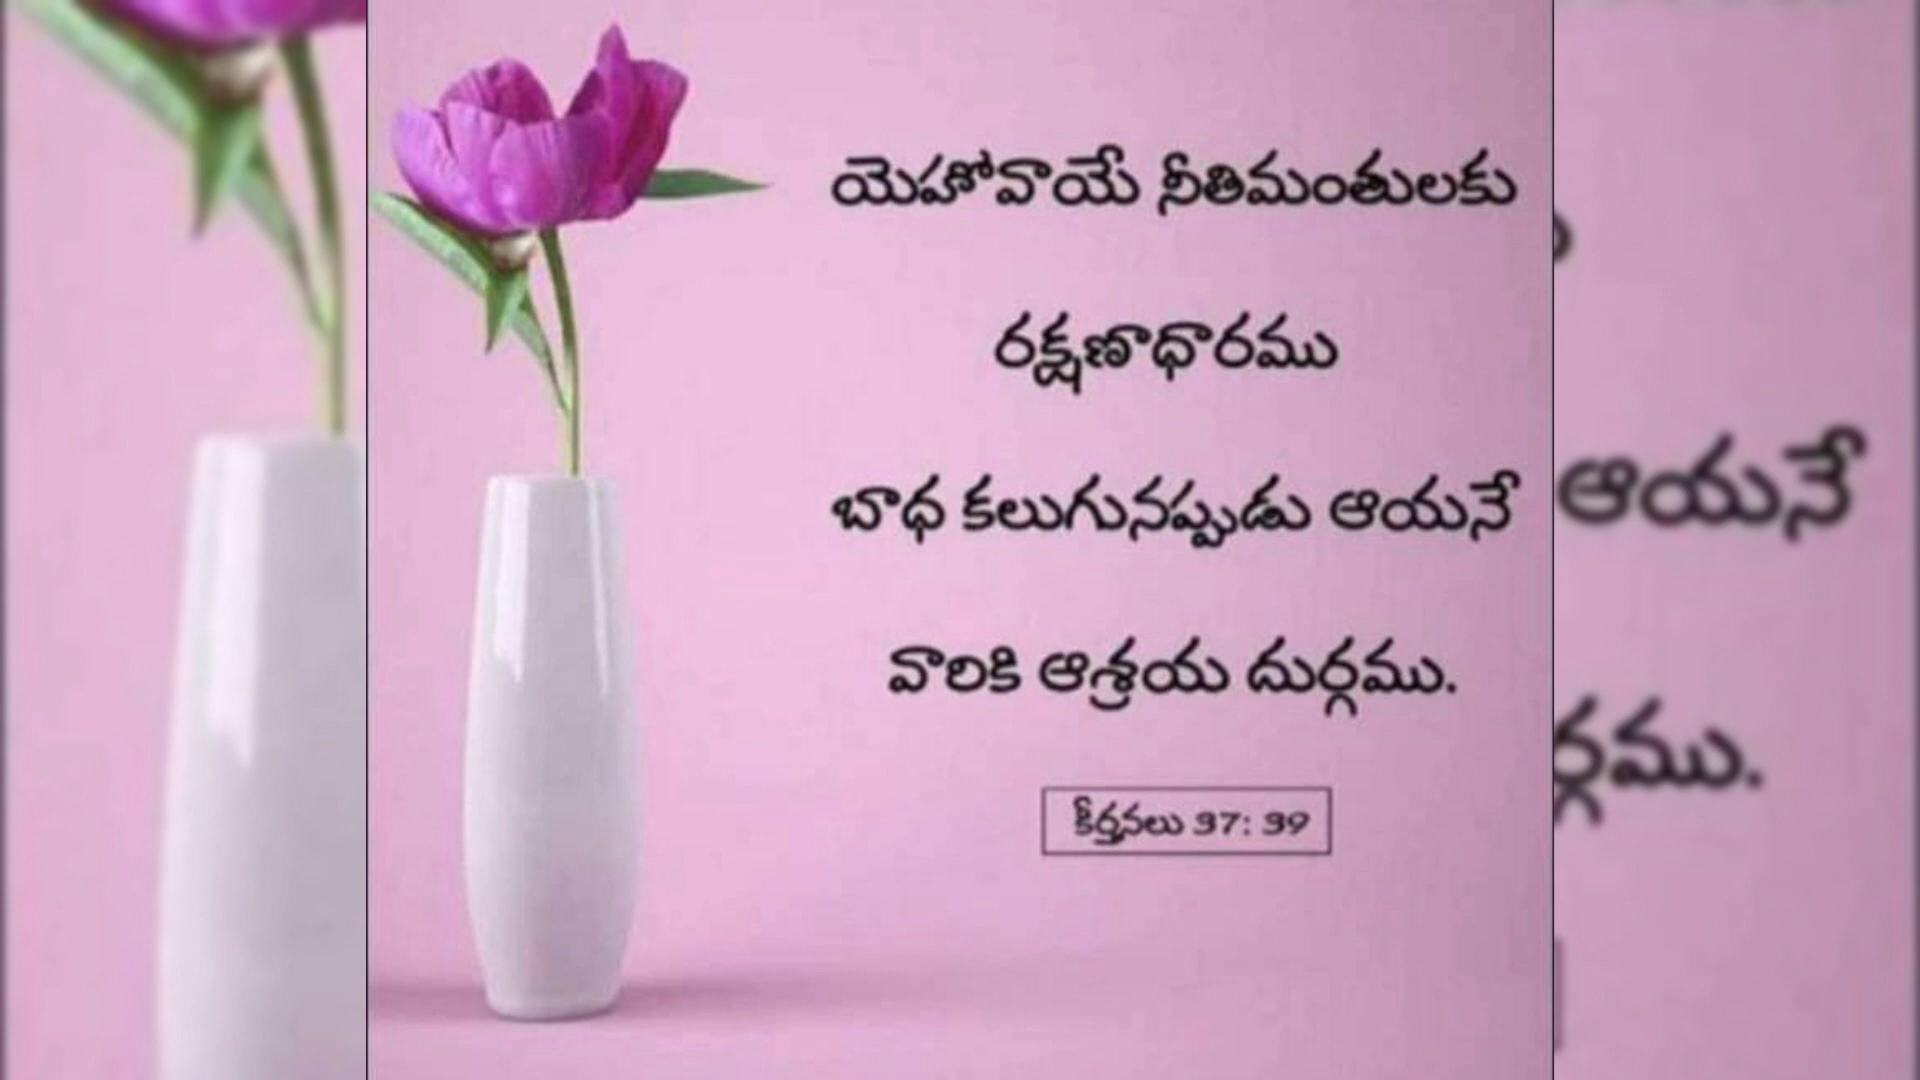 యెహోవాయే నీతిమంతులకు
రక్షణాధారము
బాధ కలుగునప్పుడు ఆయనే
వారికి ఆశ్రయ దుర్గము.
కీర్తనలు 37: 39